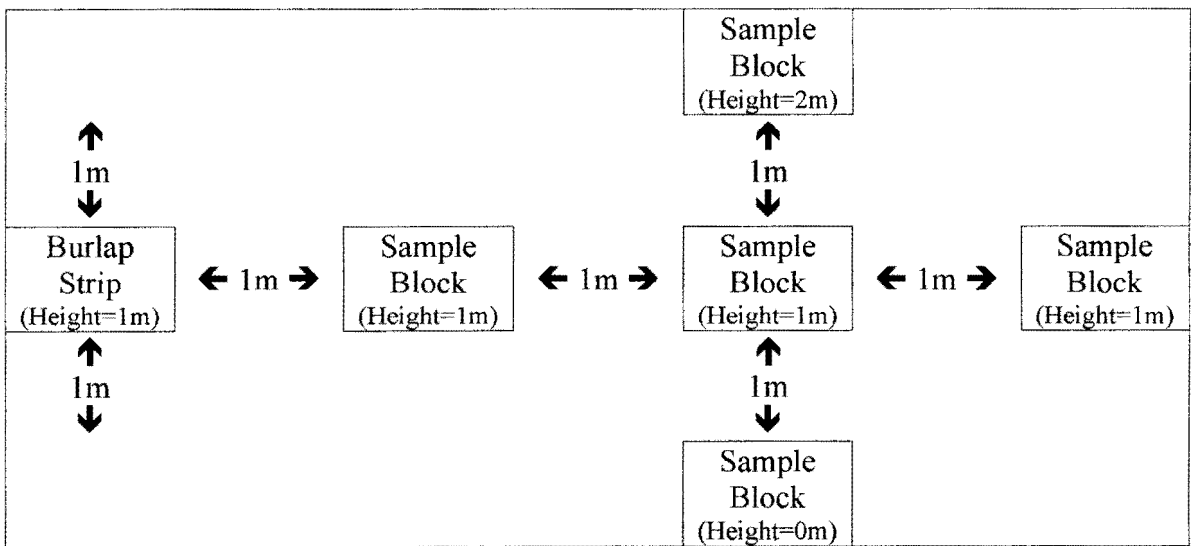 Sample
Block
(Height=2m)
1m
1m
Burlap
Strip
(Height=1m)
1m
Sample
Block
(Height=1m)
1m
Sample
Block
(Height=1m)
1m
Sample
Block
(Height=1m)
1m
1m
Sample
Block
(Height=0m)